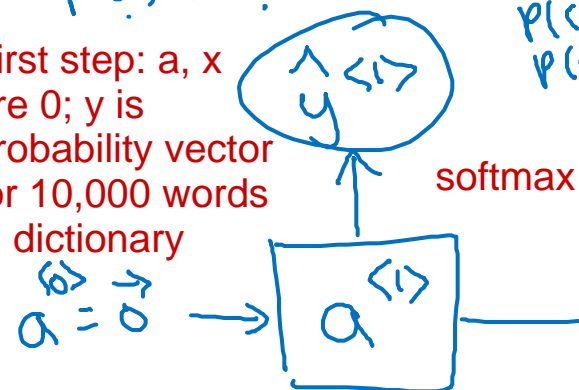 p(
p(
irst step: a, x
re 0; y is
robability vector
or 10,000 words
dictionary
ŷ<1>
softmax
a<0> = 0⃗
a<1>